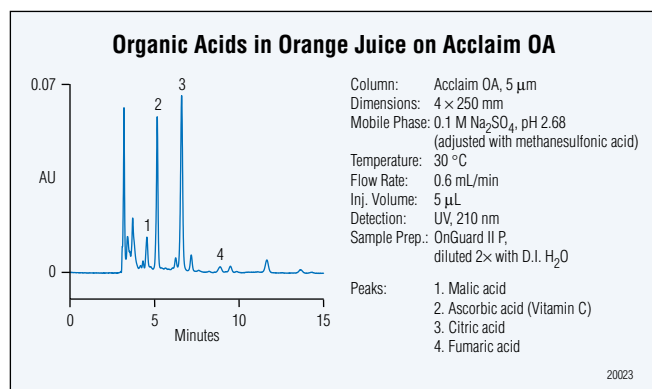 Organic Acids in Orange Juice on Acclaim OA
0.07
AU
0
1
2
3
4
0
5
10
15
Minutes
Column: Acclaim OA, 5 μm
Dimensions: 4 × 250 mm
Mobile Phase: 0.1 M Na₂SO₄, pH 2.68
(adjusted with methanesulfonic acid)
Temperature: 30 °C
Flow Rate: 0.6 mL/min
Inj. Volume: 5 μL
Detection: UV, 210 nm
Sample Prep.: OnGuard II P,
diluted 2× with D.I. H₂O
Peaks: 1. Malic acid
2. Ascorbic acid (Vitamin C)
3. Citric acid
4. Fumaric acid
20023